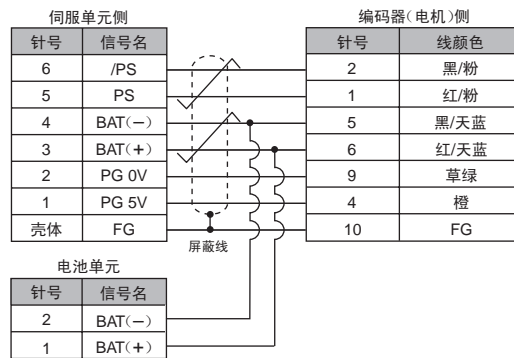 伺服单元侧
编码器(电机)侧
针号 信号名 针号 线颜色
6 /PS 2 黑/粉
5 PS 1 红/粉
4 BAT(−) 5 黑/天蓝
3 BAT(+) 6 红/天蓝
2 PG 0V 9 草绿
1 PG 5V 4 橙
壳体 FG 10 FG
屏蔽线
电池单元
针号 信号名
2 BAT(−)
1 BAT(+)